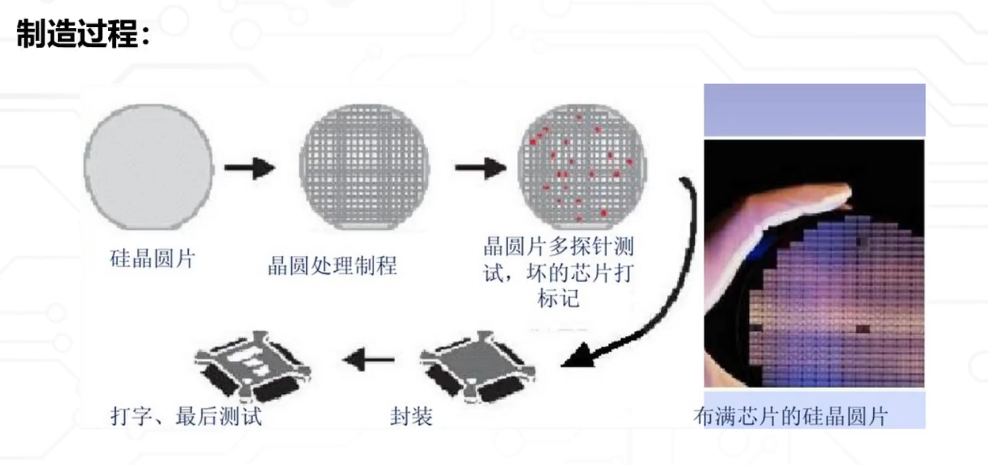 制造过程：
硅晶圆片
晶圆处理制程
晶圆片多探针测
试，坏的芯片打
标记
打字、最后测试
封装
布满芯片的硅晶圆片